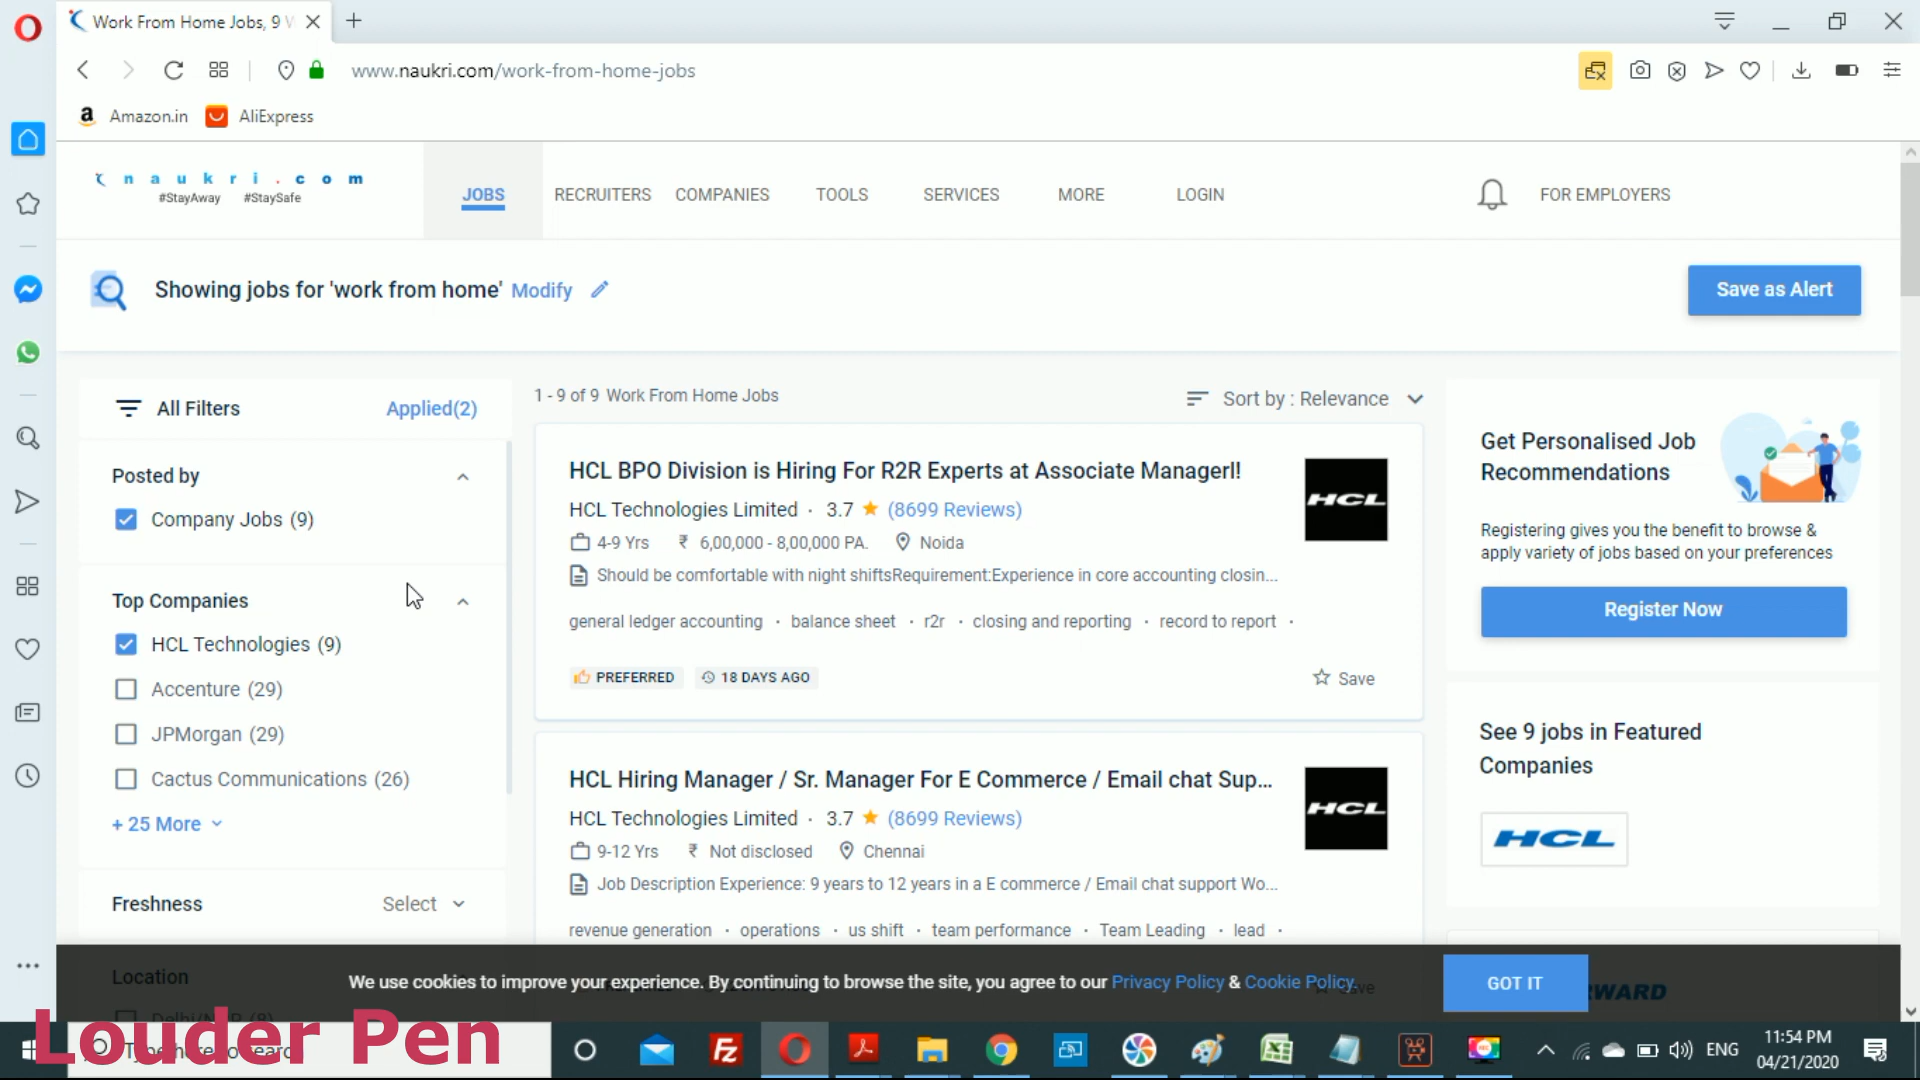 Work From Home Jobs, 9 V
www.naukri.com/work-from-home-jobs
Amazon.in AliExpress
naukri.com
#StayAway #StaySafe
JOBS RECRUITERS COMPANIES TOOLS SERVICES MORE LOGIN FOR EMPLOYERS
Showing jobs for 'work from home' Modify
Save as Alert
All Filters Applied(2)
Posted by
Company Jobs (9)
Top Companies
HCL Technologies (9)
Accenture (29)
JPMorgan (29)
Cactus Communications (26)
+ 25 More
Freshness Select
Location
1 - 9 of 9 Work From Home Jobs
Sort by : Relevance
HCL BPO Division is Hiring For R2R Experts at Associate Managerl!
HCL Technologies Limited · 3.7 ★ (8699 Reviews)
4-9 Yrs ₹ 6,00,000 - 8,00,000 PA. Noida
Should be comfortable with night shiftsRequirement:Experience in core accounting closin...
general ledger accounting · balance sheet · r2r · closing and reporting · record to report ·
PREFERRED 18 DAYS AGO Save
HCL
HCL Hiring Manager / Sr. Manager For E Commerce / Email chat Sup...
HCL Technologies Limited · 3.7 ★ (8699 Reviews)
9-12 Yrs ₹ Not disclosed Chennai
Job Description Experience: 9 years to 12 years in a E commerce / Email chat support Wo...
revenue generation · operations · us shift · team performance · Team Leading · lead ·
HCL
Get Personalised Job
Recommendations
Registering gives you the benefit to browse &
apply variety of jobs based on your preferences
Register Now
See 9 jobs in Featured
Companies
HCL
We use cookies to improve your experience. By continuing to browse the site, you agree to our Privacy Policy & Cookie Policy.
GOT IT
Louder Pen
ENG
11:54 PM
04/21/2020